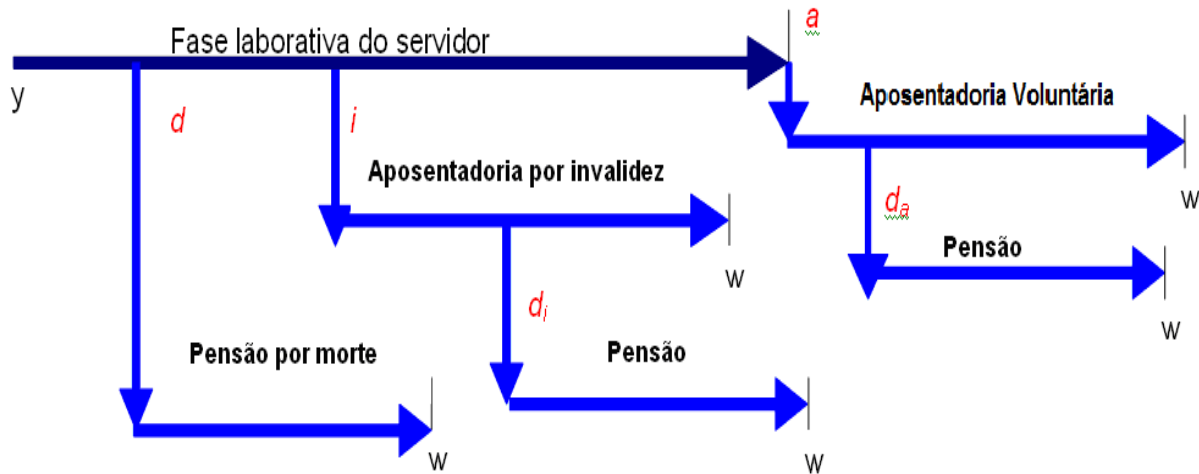 a
Fase laborativa do servidor
y
Aposentadoria Voluntária
d
i
Aposentadoria por invalidez
w
da
Pensão
w
di
w
Pensão por morte
Pensão
w
w